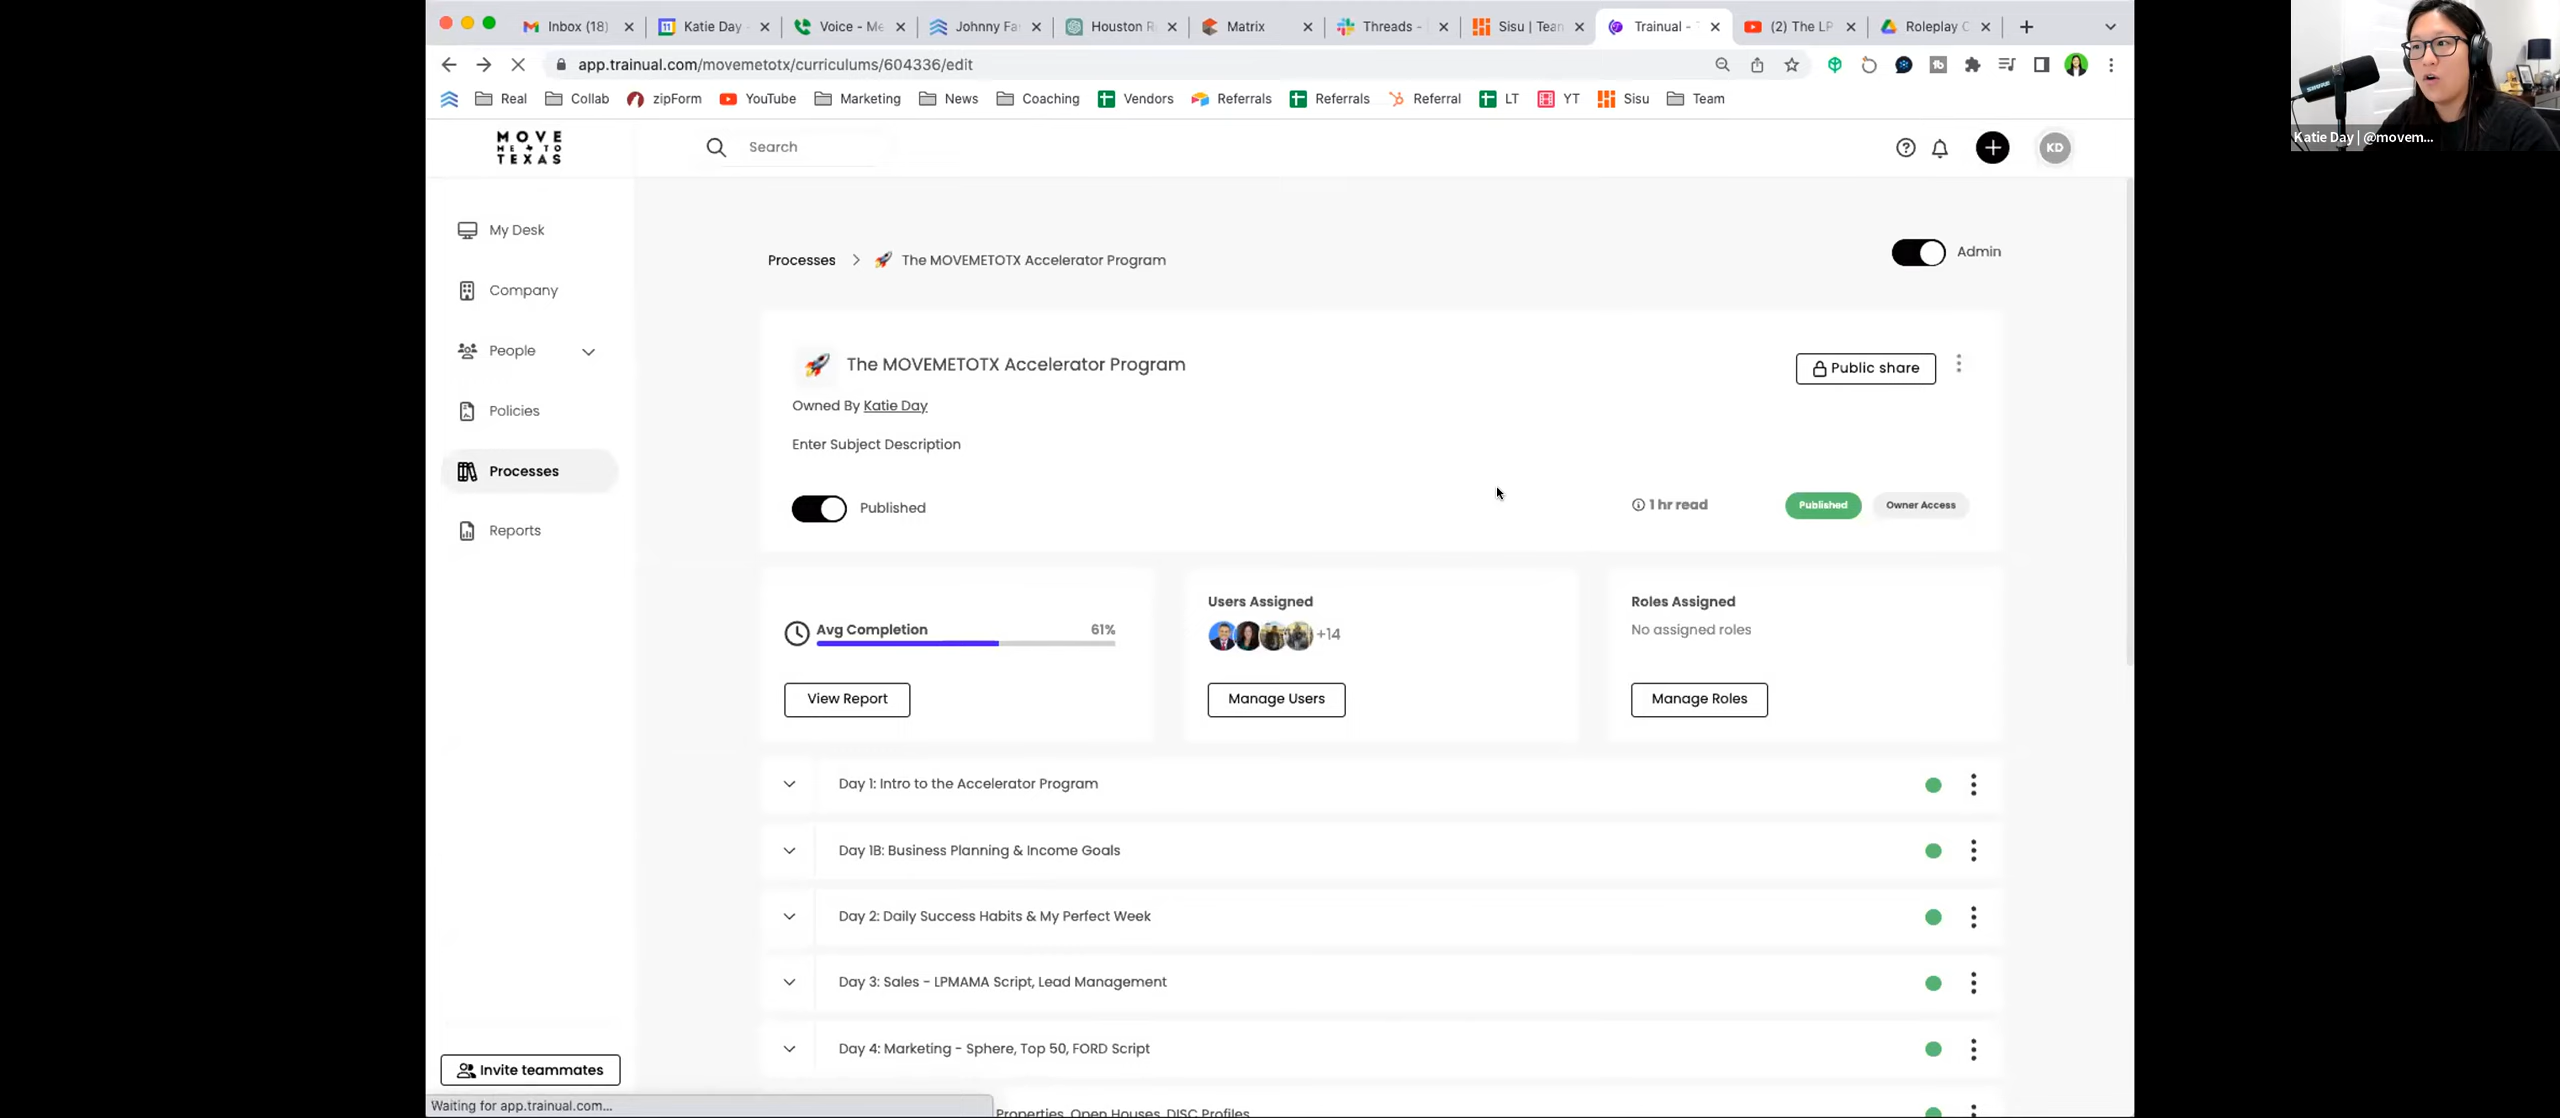 Inbox (18)
Katie Day -
Voice - Me
Johnny Fa
Houston R
Matrix
Threads -
Sisu | Tean
Trainual -
(2) The LP
Roleplay C
app.trainual.com/movemetotx/curriculums/604336/edit
Real
Collab
zipForm
YouTube
Marketing
News
Coaching
Vendors
Referrals
Referrals
Referral
LT
YT
Sisu
Team
Katie Day | @movem...
MOVE
ME TO
TEXAS
Search
KD
My Desk
Company
People
Policies
Processes
Reports
Invite teammates
Processes > The MOVEMETOTX Accelerator Program
Admin
The MOVEMETOTX Accelerator Program
Public share
Owned By Katie Day
Enter Subject Description
Published
1 hr read
Published
Owner Access
Avg Completion 61%
View Report
Users Assigned
+14
Manage Users
Roles Assigned
No assigned roles
Manage Roles
Day 1: Intro to the Accelerator Program
Day 1B: Business Planning & Income Goals
Day 2: Daily Success Habits & My Perfect Week
Day 3: Sales - LPMAMA Script, Lead Management
Day 4: Marketing - Sphere, Top 50, FORD Script
Properties, Open Houses, DISC Profiles
Waiting for app.trainual.com...